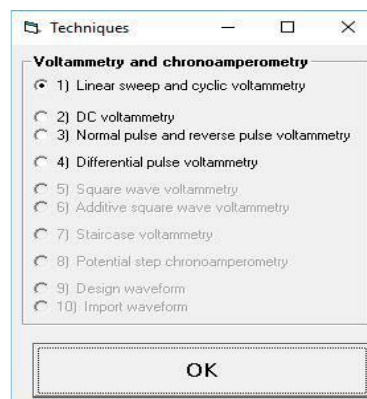 Techniques
Voltammetry and chronoamperometry
1) Linear sweep and cyclic voltammetry
2) DC voltammetry
3) Normal pulse and reverse pulse voltammetry
4) Differential pulse voltammetry
5) Square wave voltammetry
6) Additive square wave voltammetry
7) Staircase voltammetry
8) Potential step chronoamperometry
9) Design waveform
10) Import waveform
OK